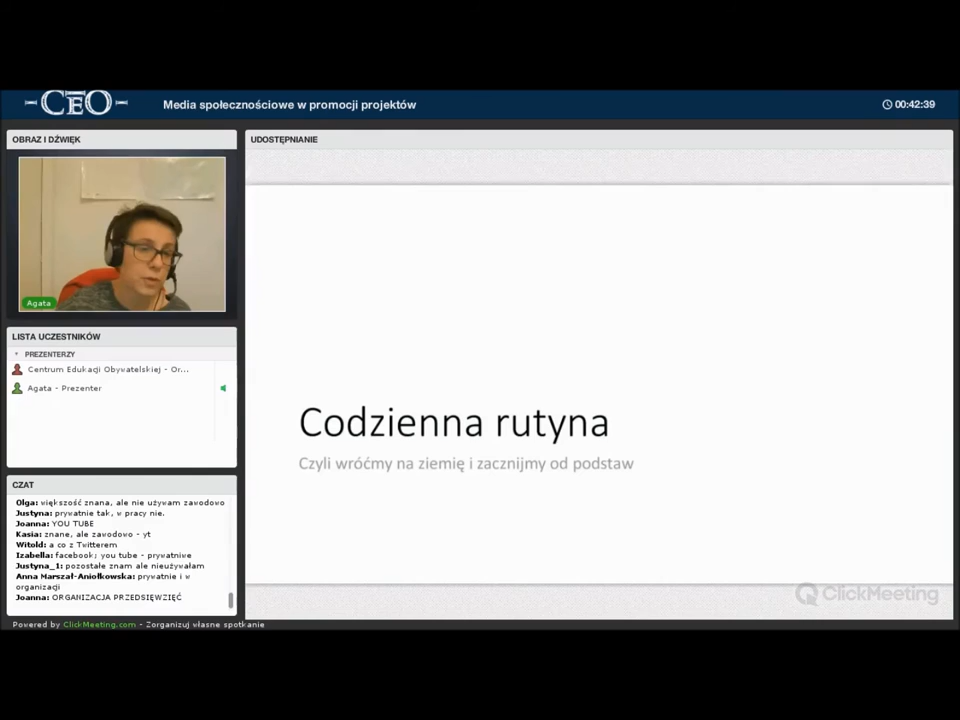 CEO
Media społecznościowe w promocji projektów
00:42:39
OBRAZ I DŹWIĘK
Agata
LISTA UCZESTNIKÓW
PREZENTERZY
Centrum Edukacji Obywatelskiej - Or...
Agata - Prezenter
CZAT
Olga: większość znana, ale nie używam zawodowo
Justyna: prywatnie tak, w pracy nie.
Joanna: YOU TUBE
Kasia: znane, ale zawodowo - yt
Witold: a co z Twitterem
Izabella: facebook; you tube - prywatniwe
Justyna_1: pozostałe znam ale nieużywałam
Anna Marszał-Aniołkowska: prywatnie i w
organizacji
Joanna: ORGANIZACJA PRZEDSIĘWZIĘĆ
UDOSTĘPNIANIE
Codzienna rutyna
Czyli wróćmy na ziemię i zacznijmy od podstaw
ClickMeeting
Powered by ClickMeeting.com - Zorganizuj własne spotkanie